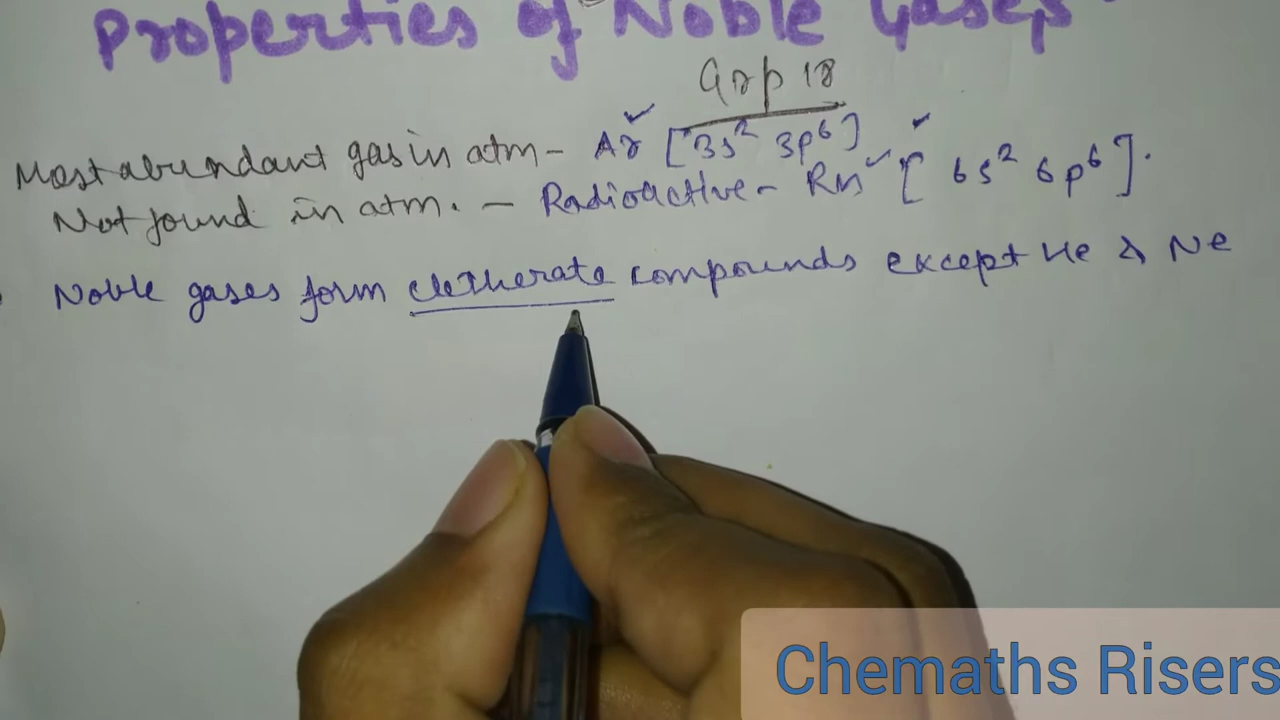 Properties of Noble Gases
Grp 18
Most abundant gas in atm - Ar [3s² 3p⁶]
Not found in atm. - Radioactive - Rn [6s² 6p⁶].
Noble gases form cletherate compounds except He & Ne
Chemaths Risers